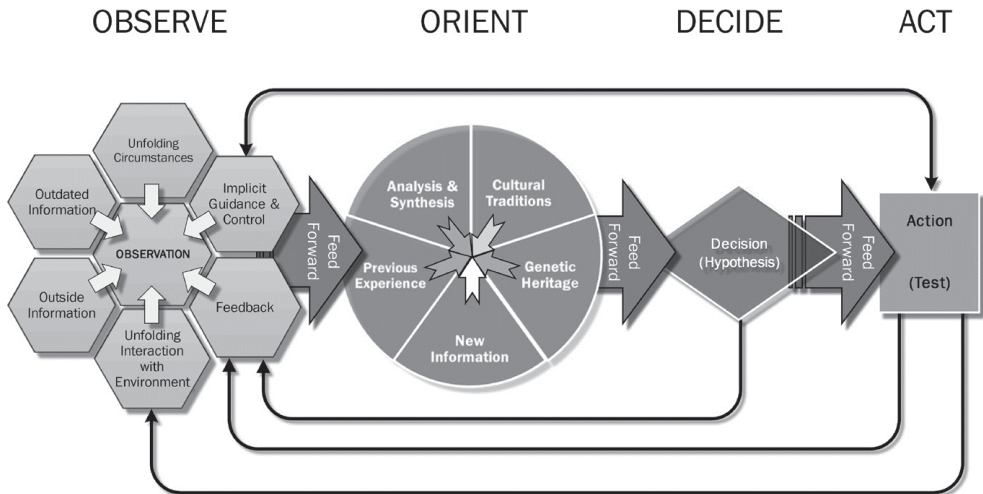 OBSERVE
ORIENT
DECIDE
ACT
Unfolding
Circumstances
Outdated
Information
Implicit
Guidance &
Control
OBSERVATION
Outside
Information
Feedback
Unfolding
Interaction
with
Environment
Feed
Forward
Analysis &
Synthesis
Cultural
Traditions
Previous
Experience
Genetic
Heritage
New
Information
Feed
Forward
Decision
(Hypothesis)
Feed
Forward
Action
(Test)